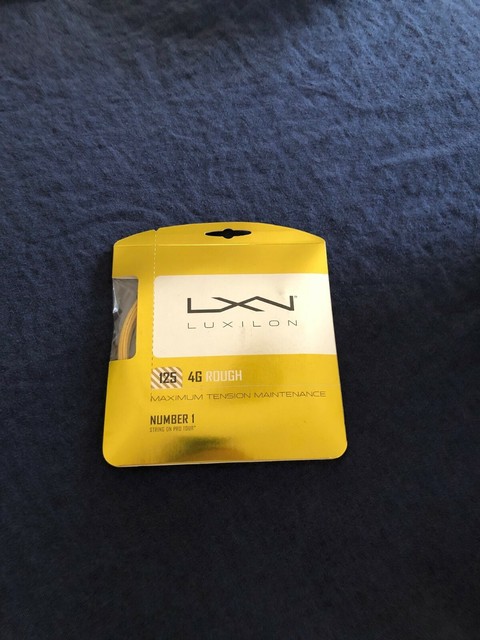 LXN
LUXILON
125 4G ROUGH
MAXIMUM TENSION MAINTENANCE
NUMBER 1
STRING ON PRO TOUR*